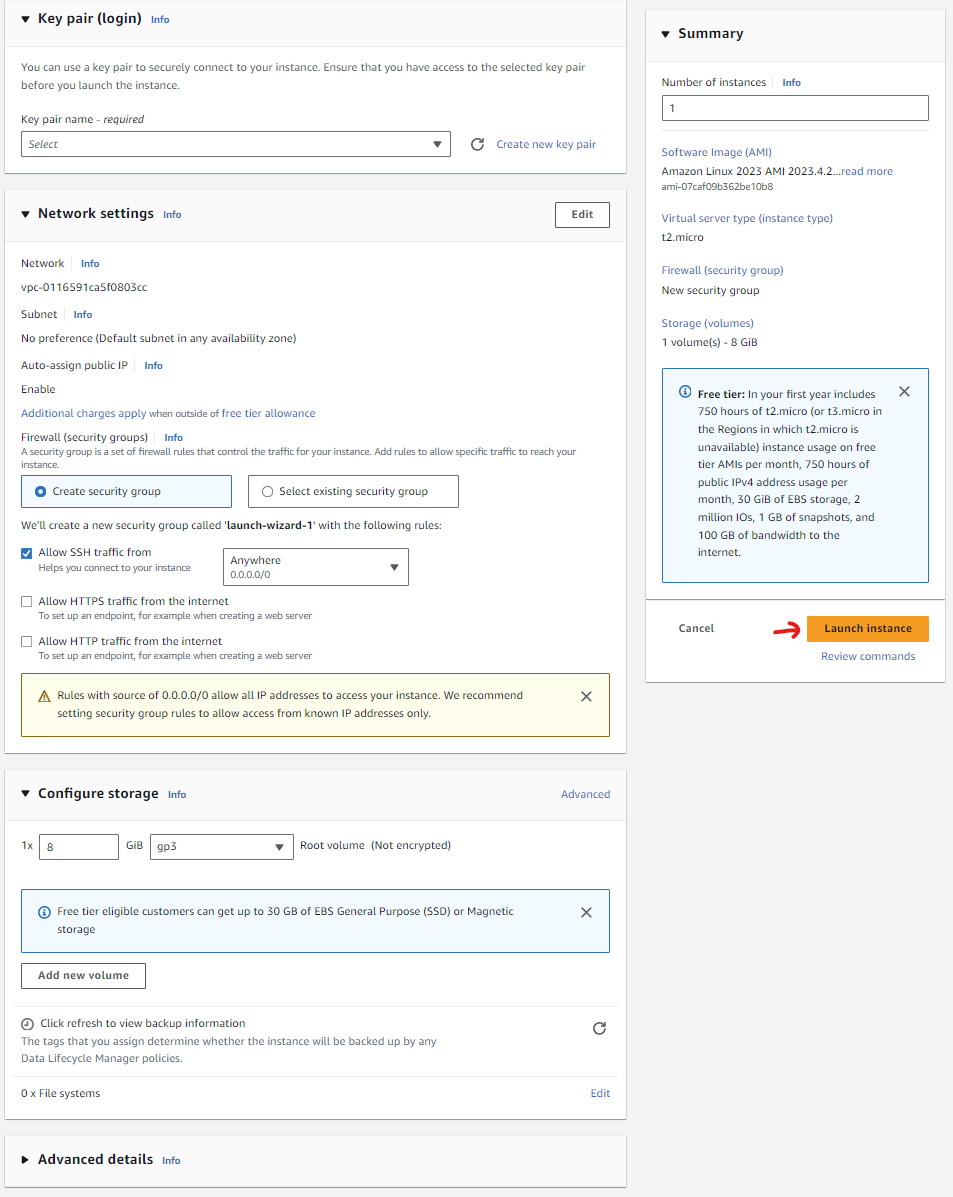 Key pair (login) Info
You can use a key pair to securely connect to your instance. Ensure that you have access to the selected key pair
before you launch the instance.
Key pair name - required
Select
Create new key pair
Network settings Info
Edit
Network Info
vpc-0116591ca5f0803cc
Subnet Info
No preference (Default subnet in any availability zone)
Auto-assign public IP Info
Enable
Additional charges apply when outside of free tier allowance
Firewall (security groups) Info
A security group is a set of firewall rules that control the traffic for your instance. Add rules to allow specific traffic to reach your
instance.
Create security group
Select existing security group
We'll create a new security group called 'launch-wizard-1' with the following rules:
Allow SSH traffic from
Helps you connect to your instance
Anywhere
0.0.0.0/0
Allow HTTPS traffic from the internet
To set up an endpoint, for example when creating a web server
Allow HTTP traffic from the internet
To set up an endpoint, for example when creating a web server
Rules with source of 0.0.0.0/0 allow all IP addresses to access your instance. We recommend
setting security group rules to allow access from known IP addresses only.
Configure storage Info
Advanced
1x 8 GiB gp3 Root volume (Not encrypted)
Free tier eligible customers can get up to 30 GB of EBS General Purpose (SSD) or Magnetic
storage
Add new volume
Click refresh to view backup information
The tags that you assign determine whether the instance will be backed up by any
Data Lifecycle Manager policies.
0 x File systems
Edit
Advanced details Info
Summary
Number of instances Info
1
Software Image (AMI)
Amazon Linux 2023 AMI 2023.4.2...read more
ami-07caf09b362be10b8
Virtual server type (instance type)
t2.micro
Firewall (security group)
New security group
Storage (volumes)
1 volume(s) - 8 GiB
Free tier: In your first year includes
750 hours of t2.micro (or t3.micro in
the Regions in which t2.micro is
unavailable) instance usage on free
tier AMIs per month, 750 hours of
public IPv4 address usage per
month, 30 GiB of EBS storage, 2
million IOs, 1 GB of snapshots, and
100 GB of bandwidth to the
internet.
Cancel
Launch instance
Review commands